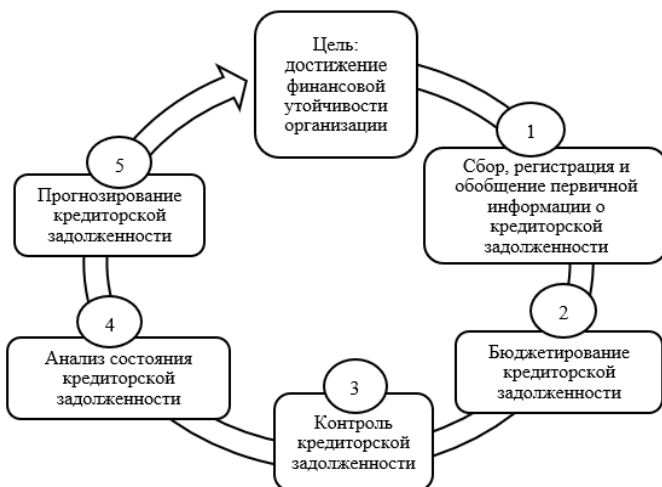 Цель:
достижение
финансовой
утойчивости
организации
1
Сбор, регистрация и
обобщение первичной
информации о
кредиторской
задолженности
2
Бюджетирование
кредиторской
задолженности
3
Контроль
кредиторской
задолженности
4
Анализ состояния
кредиторской
задолженности
5
Прогнозирование
кредиторской
задолженности